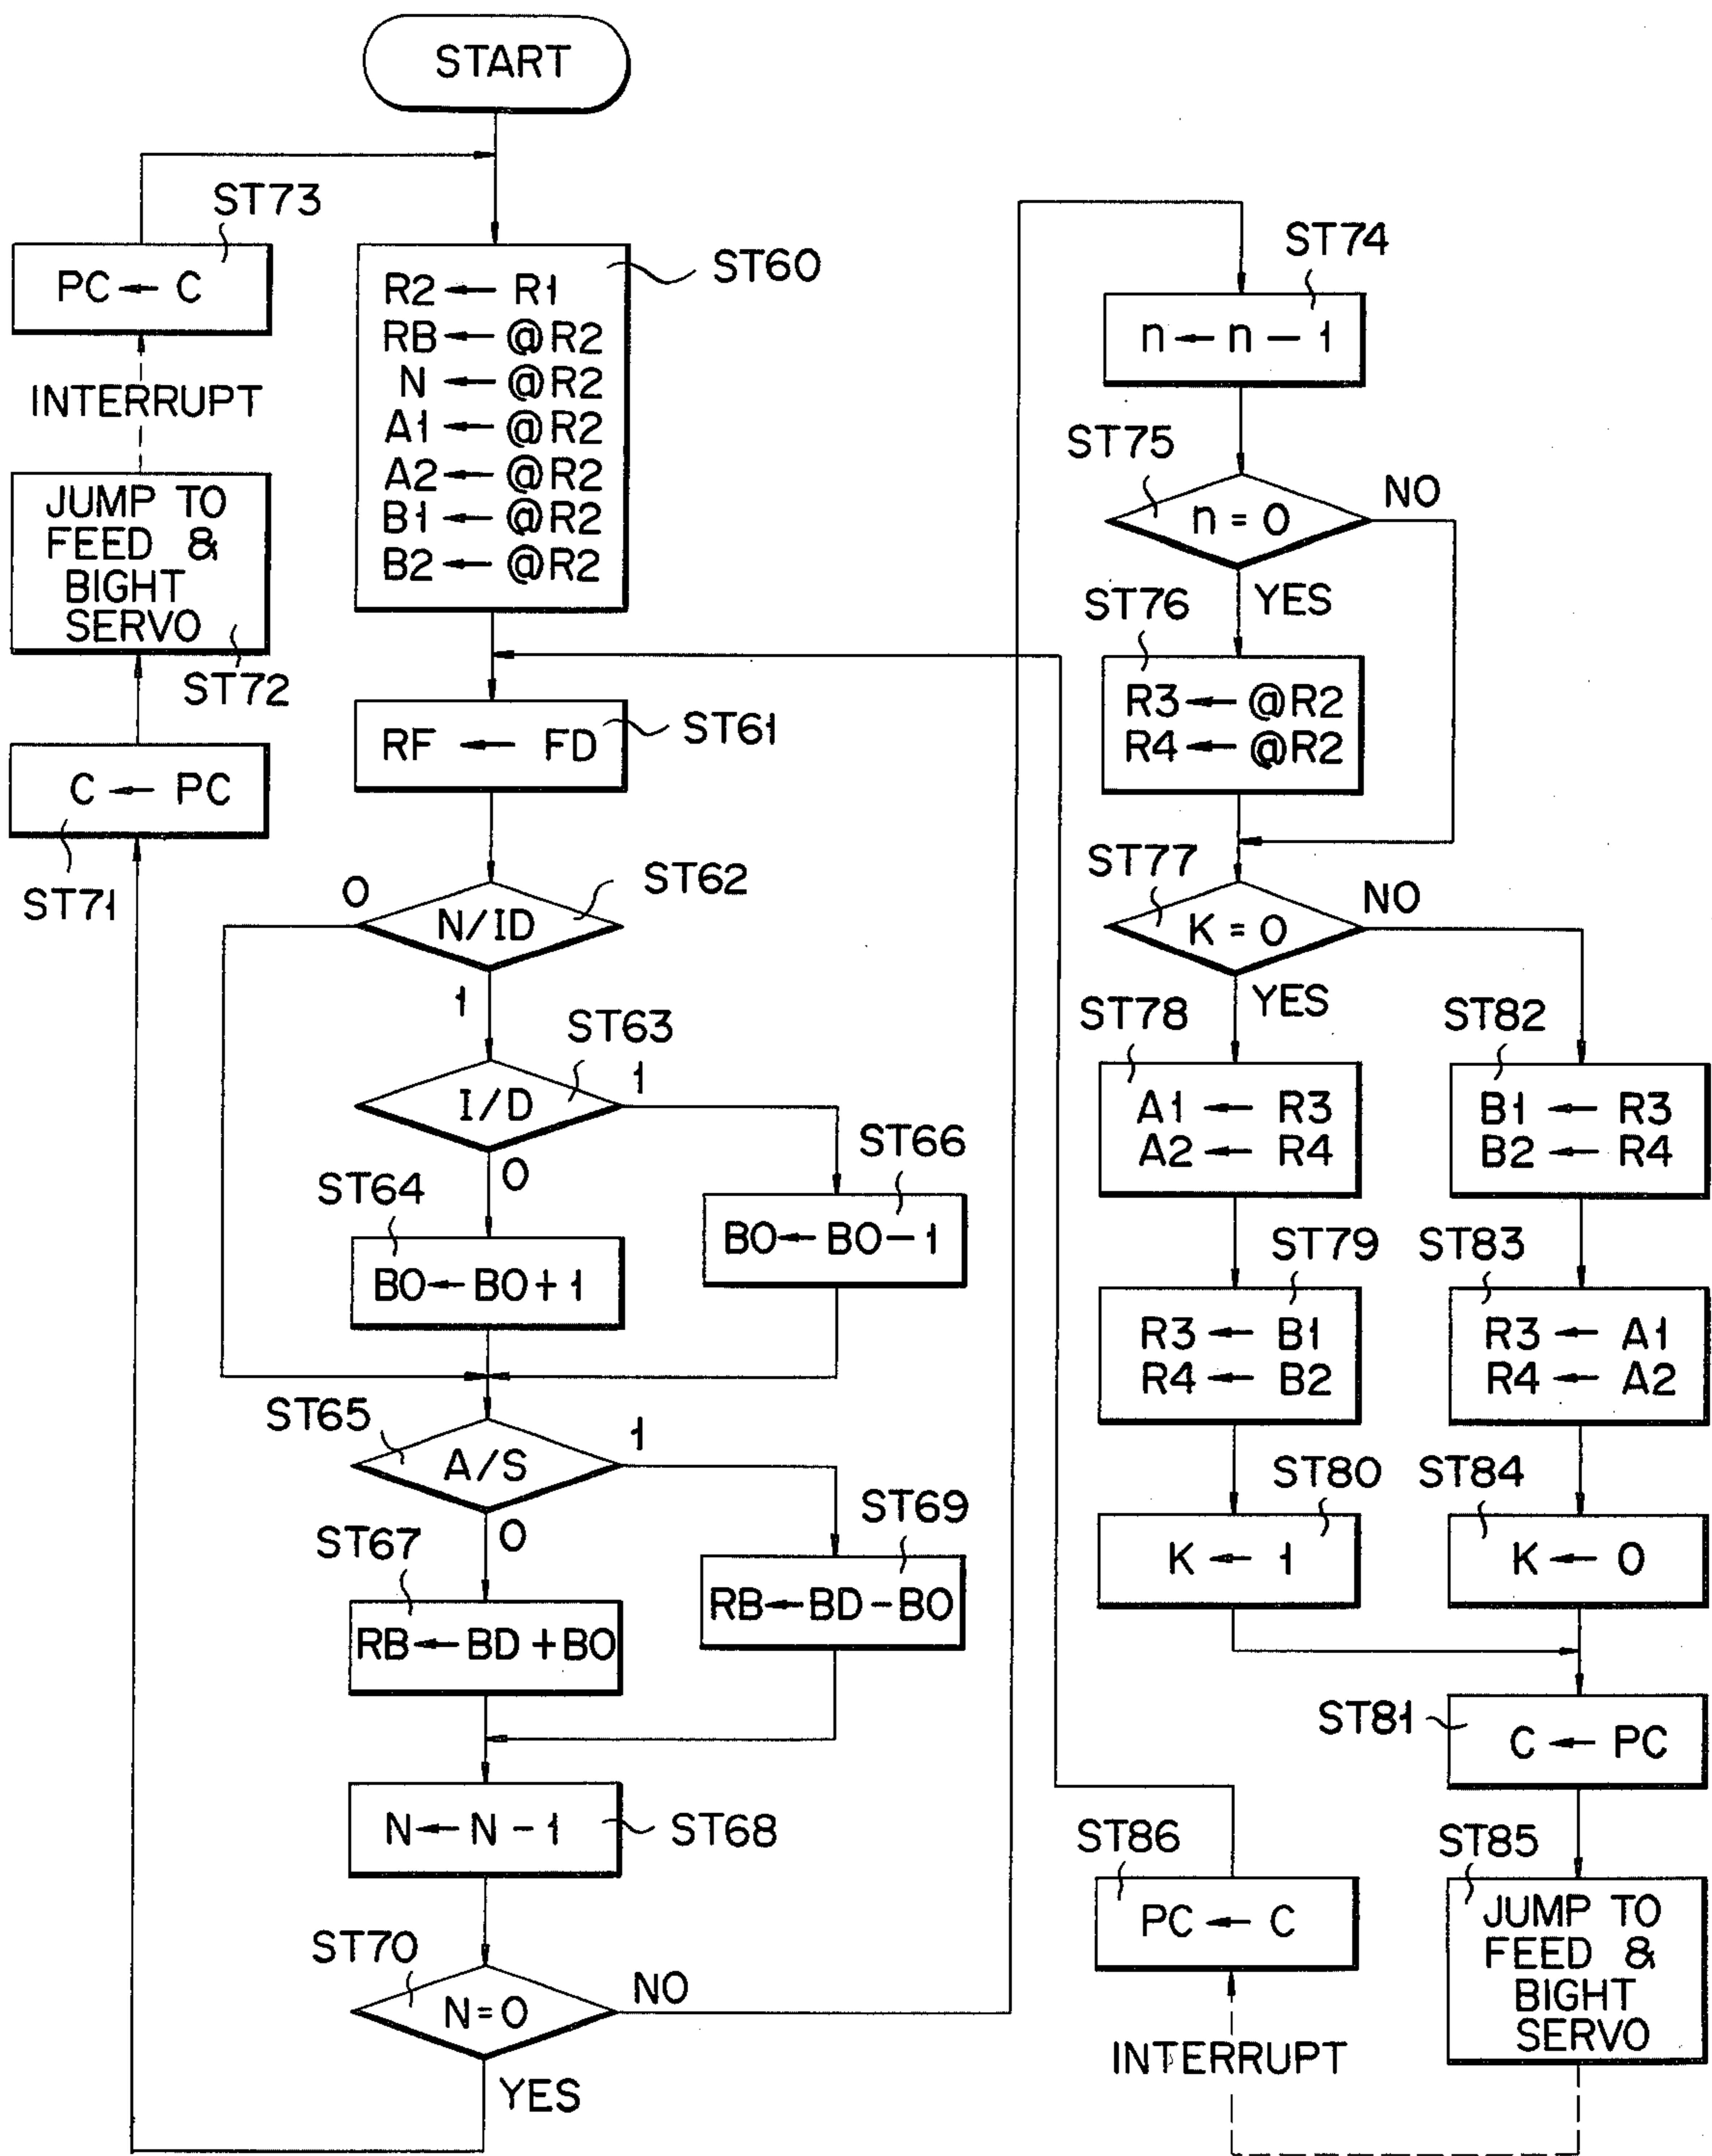 START
ST73
PC ← C
INTERRUPT
JUMP TO
FEED &
BIGHT
SERVO
ST72
C ← PC
ST71
ST60
R2 ← R1
RB ← @R2
N ← @R2
A1 ← @R2
A2 ← @R2
B1 ← @R2
B2 ← @R2
RF ← FD
ST61
ST62
0
N/ID
1
ST63
I/D
1
0
ST64
BO ← BO + 1
ST66
BO ← BO - 1
ST65
A/S
1
0
ST67
RB ← BD + BO
ST69
RB ← BD - BO
N ← N - 1
ST68
ST70
N = 0
NO
YES
ST74
n ← n - 1
ST75
n = 0
NO
YES
ST76
R3 ← @R2
R4 ← @R2
ST77
K = 0
NO
YES
ST78
A1 ← R3
A2 ← R4
ST79
R3 ← B1
R4 ← B2
ST80
K ← 1
ST82
B1 ← R3
B2 ← R4
ST83
R3 ← A1
R4 ← A2
ST84
K ← 0
ST81
C ← PC
ST85
JUMP TO
FEED &
BIGHT
SERVO
INTERRUPT
ST86
PC ← C